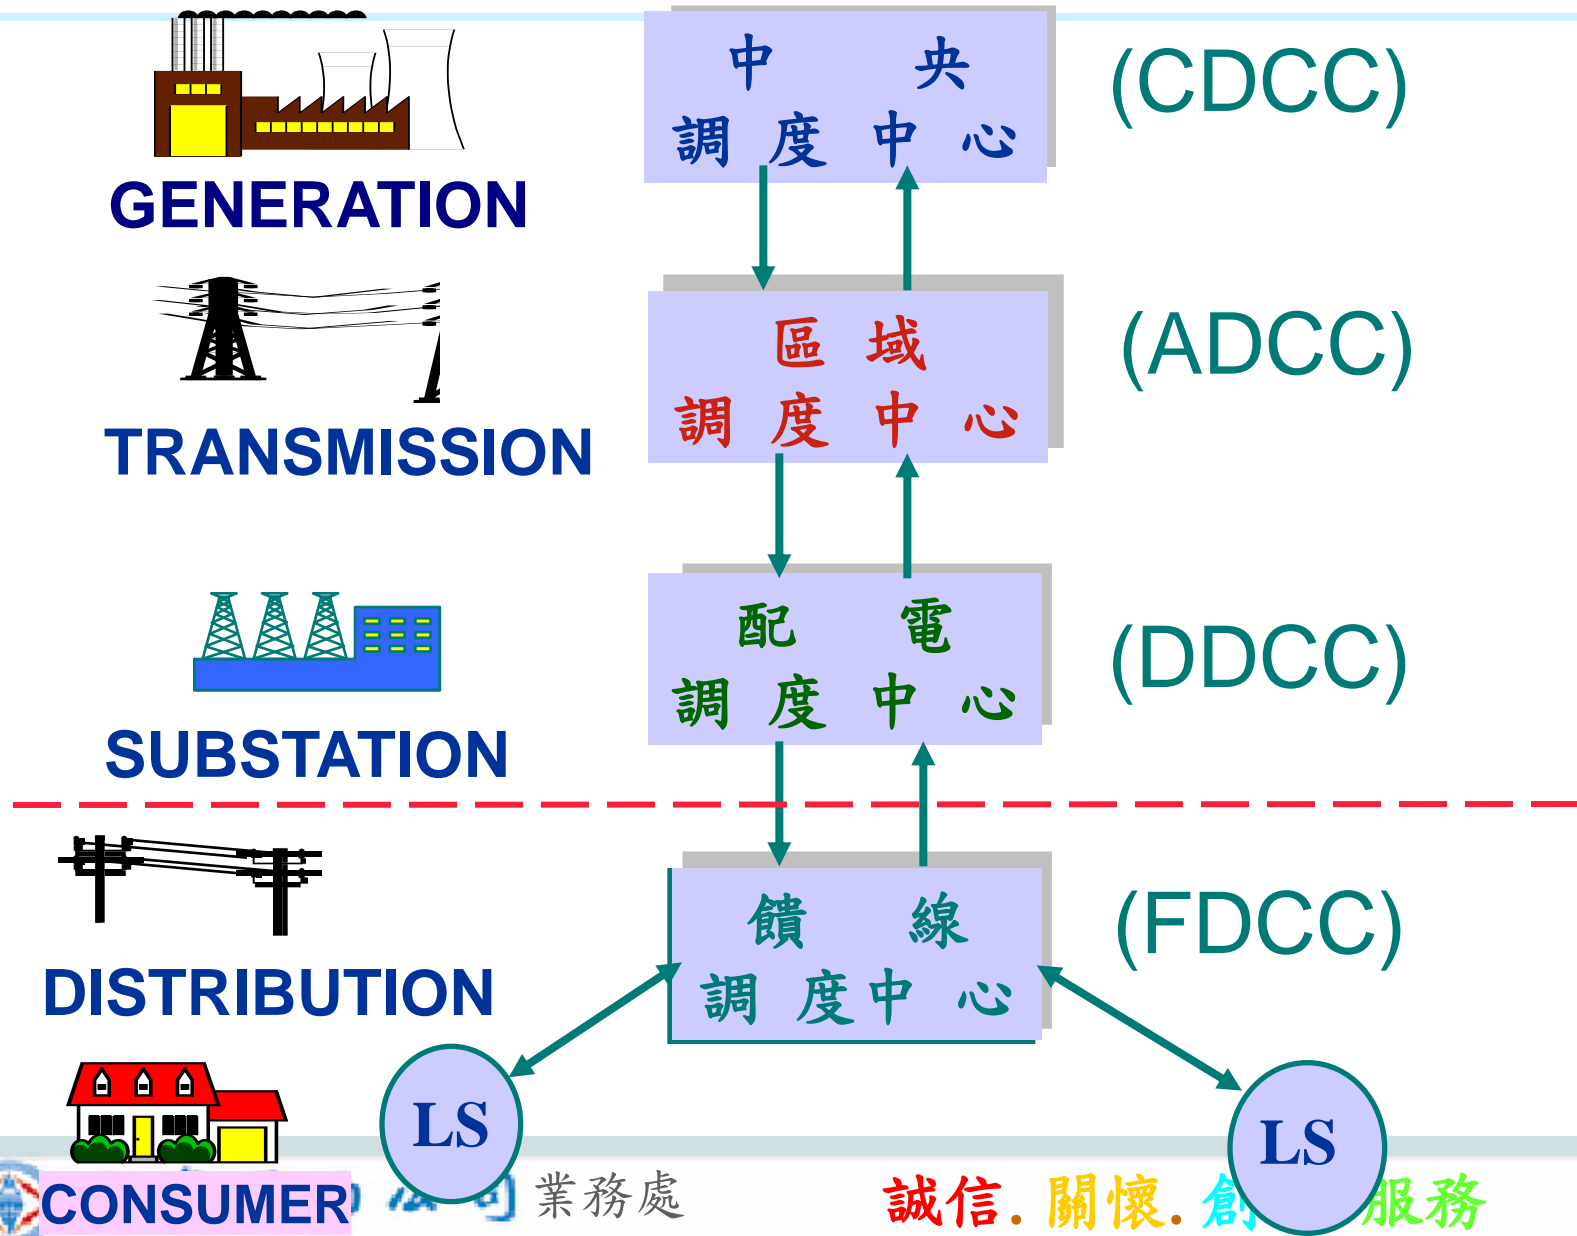 中 央
調 度 中 心
(CDCC)
GENERATION
區 域
調 度 中 心
(ADCC)
TRANSMISSION
配 電
調 度 中 心
(DDCC)
SUBSTATION
饋 線
調 度 中 心
(FDCC)
DISTRIBUTION
LS
LS
CONSUMER
公司 業務處
誠信. 關懷. 創 服務